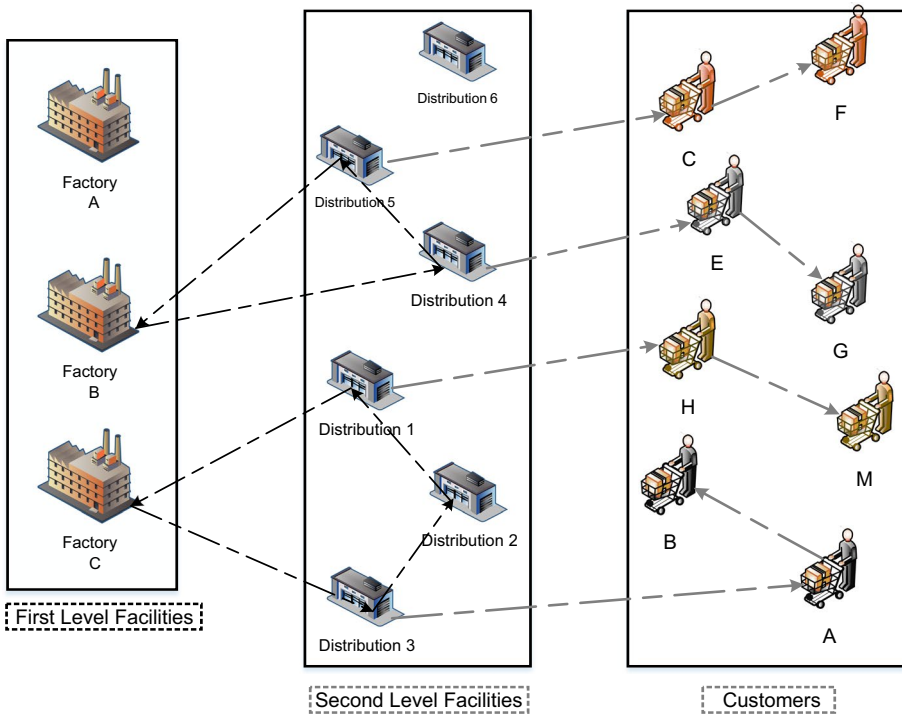 Factory
A
Factory
B
Factory
C
First Level Facilities
Distribution 6
Distribution 5
Distribution 4
Distribution 1
Distribution 2
Distribution 3
Second Level Facilities
F
C
E
G
H
M
B
A
Customers